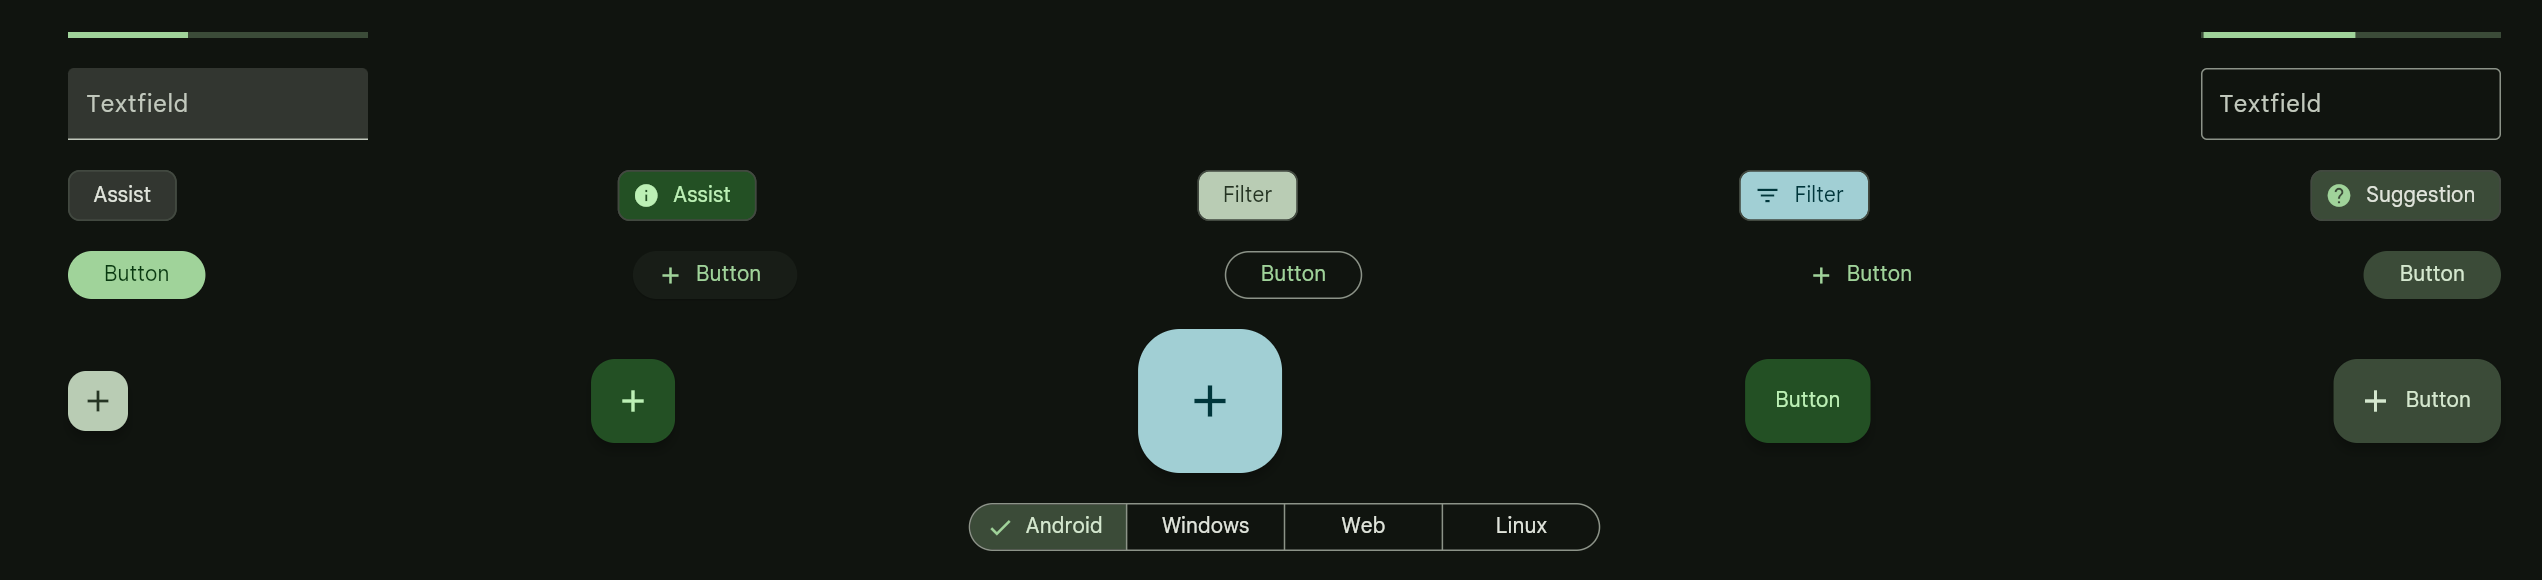 Textfield Textfield
Assist Assist Filter Filter Suggestion
Button Button Button Button Button
Button Button
Android Windows Web Linux